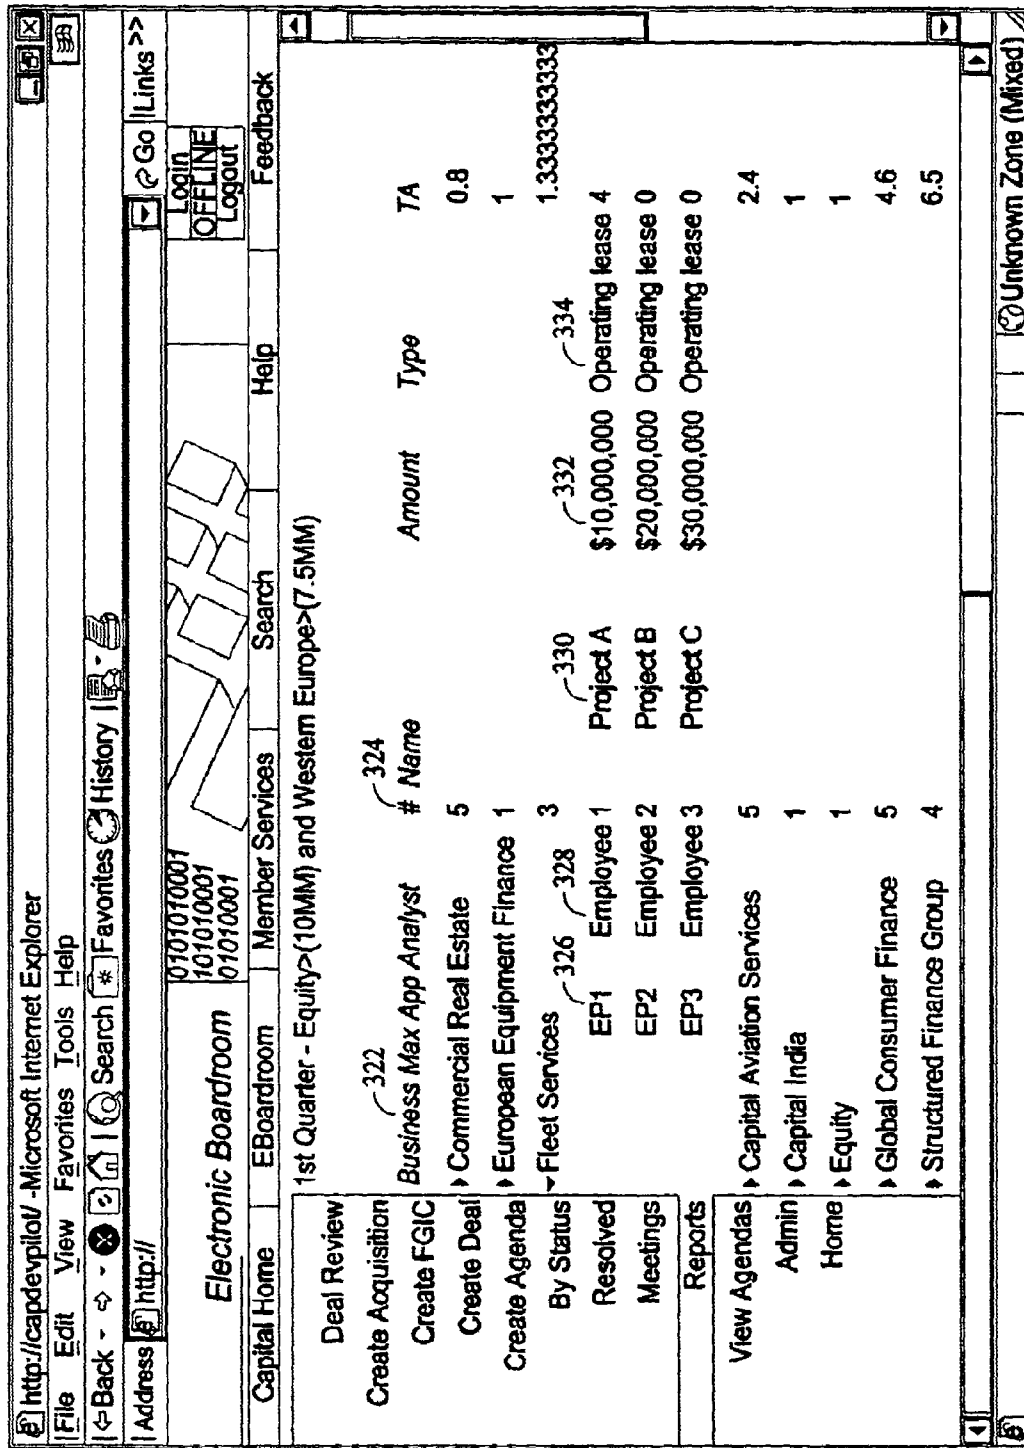 http://capdevpilot/ -Microsoft Internet Explorer
File Edit View Favorites Tools Help
Back Search Favorites History
Address http:// Go Links >>
Electronic Boardroom
01010100001
101010001
01010001
Login
OFFLINE
Logout
Capital Home EBoardroom Member Services Search Help Feedback
1st Quarter - Equity>(10MM) and Western Europe>(7.5MM)
Deal Review
Create Acquisition
Create FGIC
Create Deal
Create Agenda
By Status
Resolved
Meetings
Reports
View Agendas
Admin
Home
322 324
Business Max App Analyst # Name Amount Type TA
Commercial Real Estate 5 0.8
European Equipment Finance 1 1
Fleet Services 3 1.33333333333
326 328 330 332 334
EP1 Employee 1 Project A $10,000,000 Operating lease 4
EP2 Employee 2 Project B $20,000,000 Operating lease 0
EP3 Employee 3 Project C $30,000,000 Operating lease 0
Capital Aviation Services 5 2.4
Capital India 1 1
Equity 1 1
Global Consumer Finance 5 4.6
Structured Finance Group 4 6.5
Unknown Zone (Mixed)